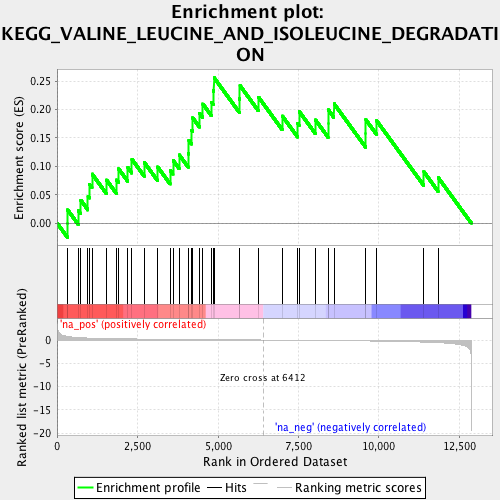 Enrichment plot:
KEGG_VALINE_LEUCINE_AND_ISOLEUCINE_DEGRADATI
ON
Enrichment score (ES)
0.25
0.20
0.15
0.10
0.05
0.00
'na_pos' (positively correlated)
Ranked list metric (PreRanked)
0
-5
-10
-15
-20
Zero cross at 6412
'na_neg' (negatively correlated)
0
2,500
5,000
7,500
10,000
12,500
Rank in Ordered Dataset
Enrichment profile
Hits
Ranking metric scores